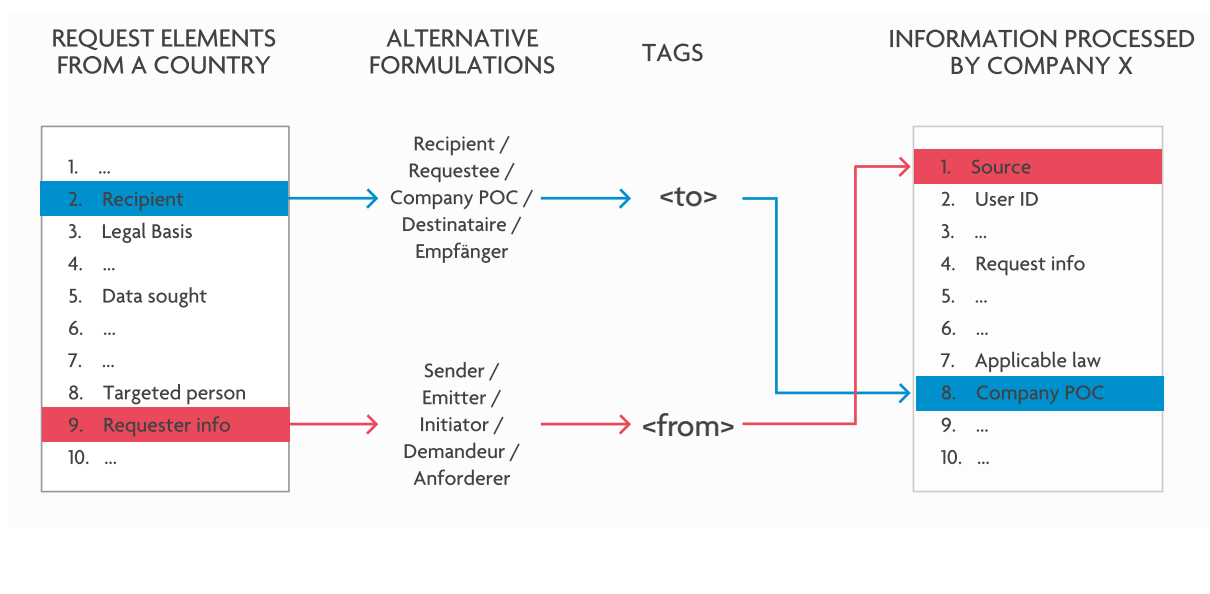 REQUEST ELEMENTS
FROM A COUNTRY
ALTERNATIVE
FORMULATIONS
TAGS
INFORMATION PROCESSED
BY COMPANY X
1. ...
2. Recipient
3. Legal Basis
4. ...
5. Data sought
6. ...
7. ...
8. Targeted person
9. Requester info
10. ...
Recipient /
Requestee /
Company POC /
Destinataire /
Empfänger
<to>
Sender /
Emitter /
Initiator /
Demandeur /
Anforderer
<from>
1. Source
2. User ID
3. ...
4. Request info
5. ...
6. ...
7. Applicable law
8. Company POC
9. ...
10. ...